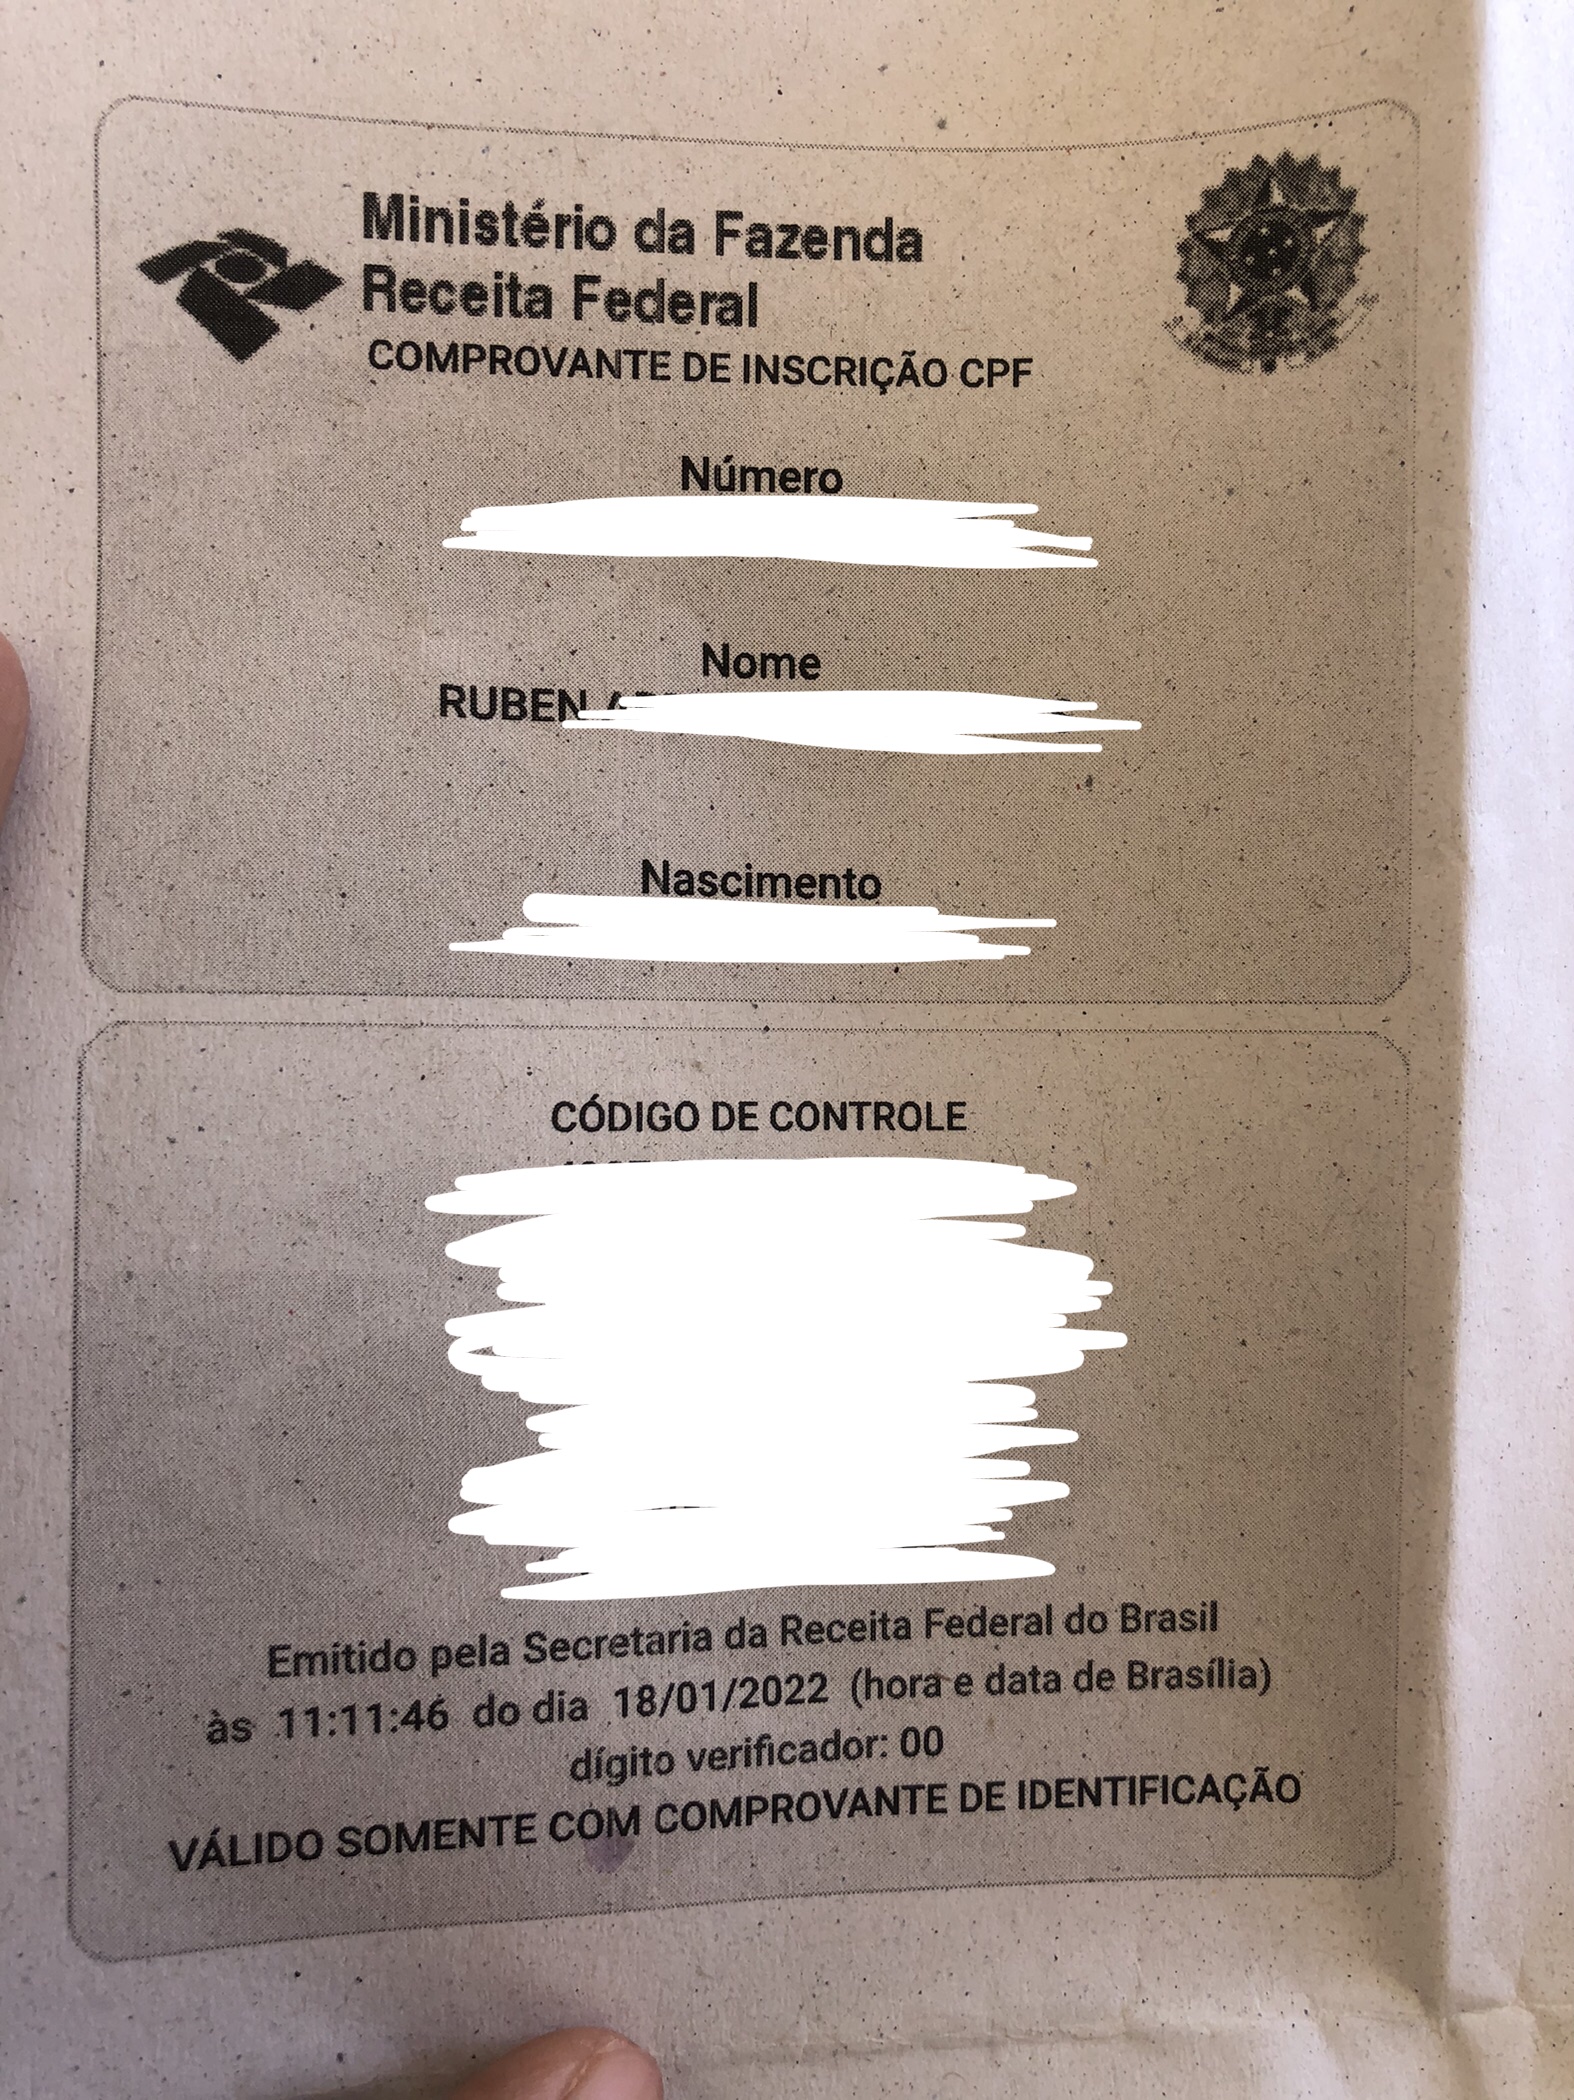 Ministério da Fazenda
Receita Federal
COMPROVANTE DE INSCRIÇÃO CPF
Número
Nome
RUBEN
Nascimento
CÓDIGO DE CONTROLE
Emitido pela Secretaria da Receita Federal do Brasil
às 11:11:46 do dia 18/01/2022 (hora e data de Brasília)
dígito verificador: 00
VÁLIDO SOMENTE COM COMPROVANTE DE IDENTIFICAÇÃO